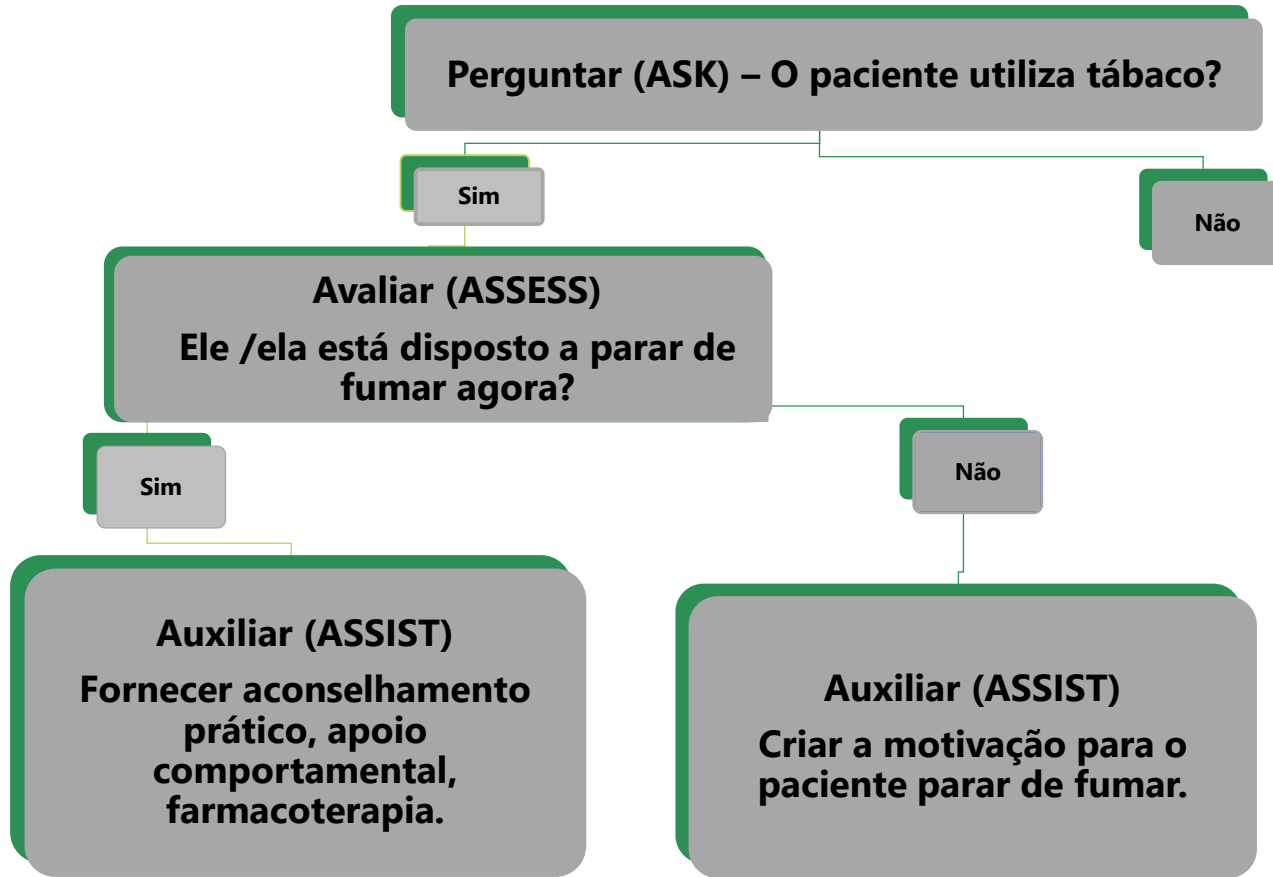 Perguntar (ASK) – O paciente utiliza tábaco?
Sim
Não
Avaliar (ASSESS)
Ele /ela está disposto a parar de
fumar agora?
Sim
Não
Auxiliar (ASSIST)
Fornecer aconselhamento
prático, apoio
comportamental,
farmacoterapia.
Auxiliar (ASSIST)
Criar a motivação para o
paciente parar de fumar.